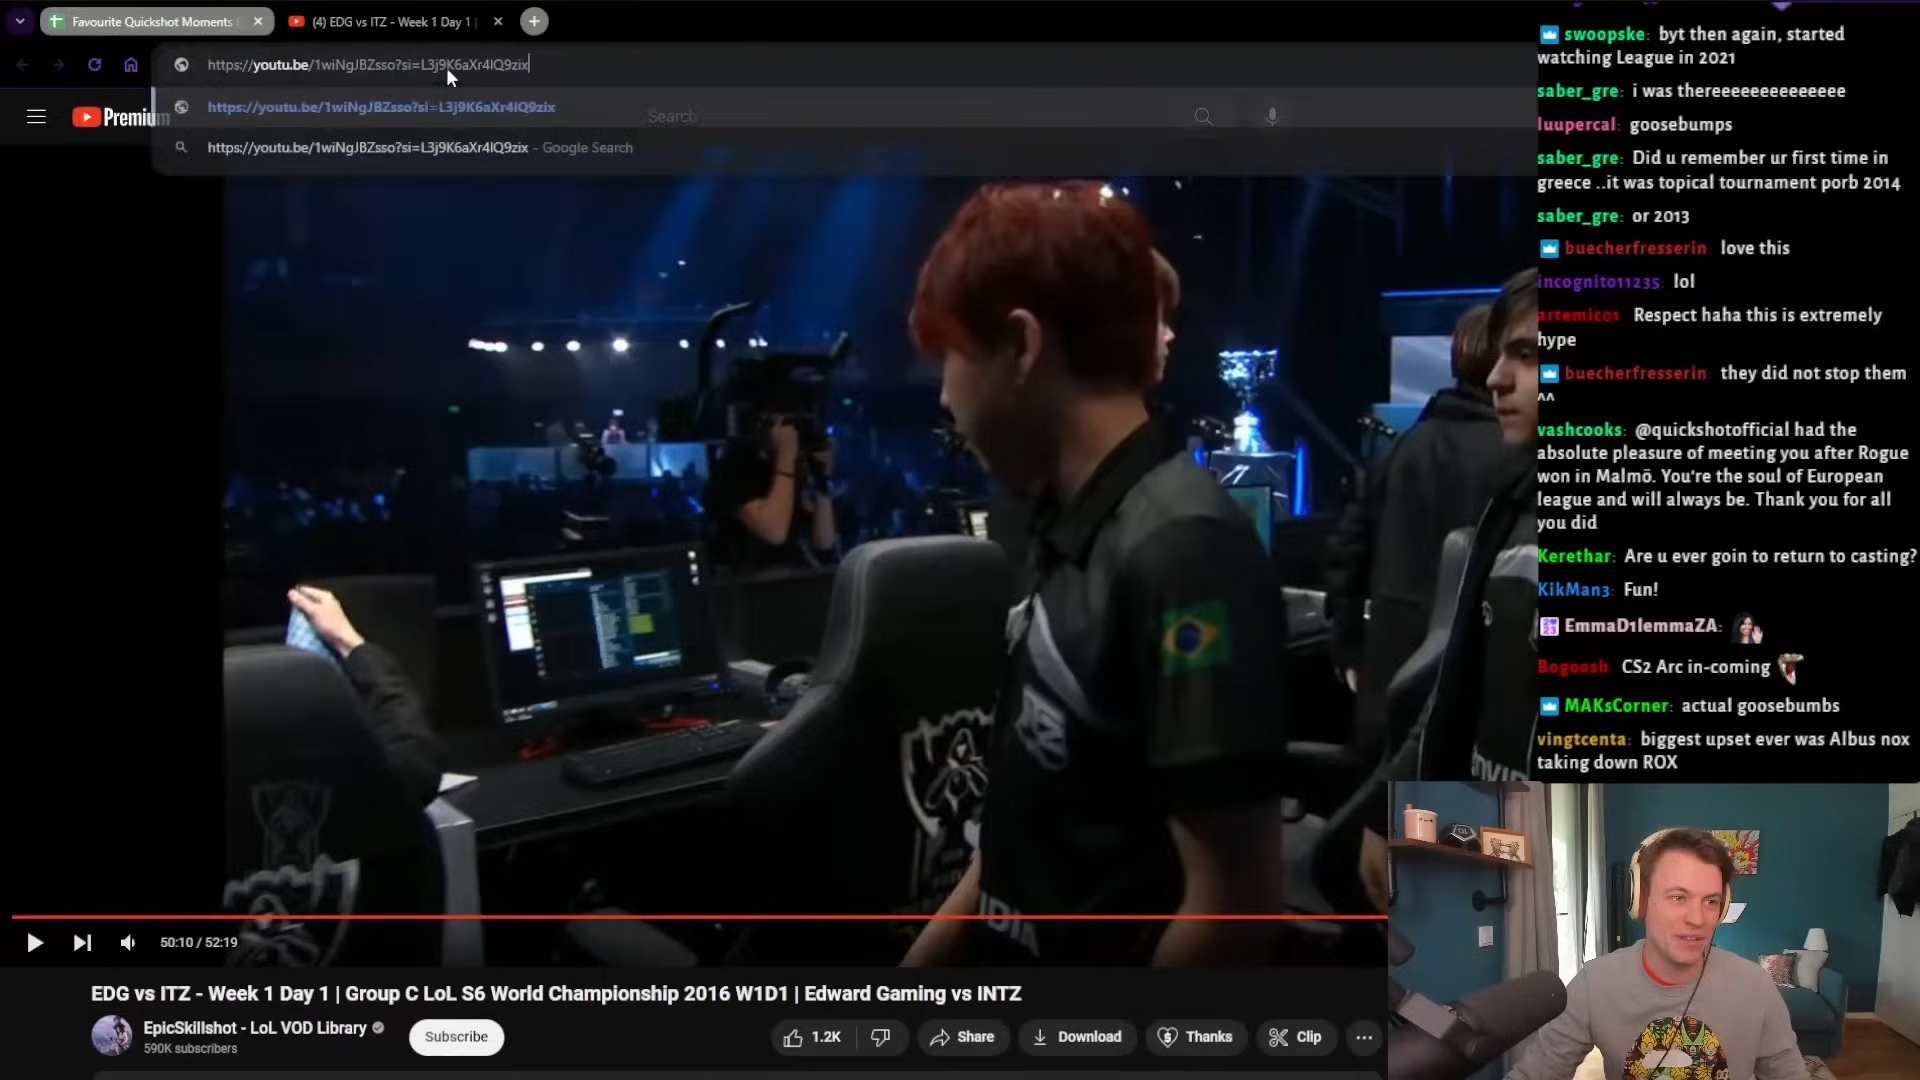 Favourite Quickshot Moments
(4) EDG vs ITZ - Week 1 Day 1
https://youtu.be/1wiNgJBZsso?si=L3j9K6aXr4lQ9zix
https://youtu.be/1wiNgJBZsso?si=L3j9K6aXr4lQ9zix
https://youtu.be/1wiNgJBZsso?si=L3j9K6aXr4lQ9zix - Google Search
Premium
Search
50:10 / 52:19
EDG vs ITZ - Week 1 Day 1 | Group C LoL S6 World Championship 2016 W1D1 | Edward Gaming vs INTZ
EpicSkillshot - LoL VOD Library
590K subscribers
Subscribe
1.2K
Share
Download
Thanks
Clip
swoopske: byt then again, started
watching League in 2021
saber_gre: i was thereeeeeeeeeeeeee
luupercal: goosebumps
saber_gre: Did u remember ur first time in
greece ..it was topical tournament porb 2014
saber_gre: or 2013
buecherfresserin: love this
incognito11235: lol
artemic01: Respect haha this is extremely
hype
buecherfresserin: they did not stop them
^^
vashcooks: @quickshotofficial had the
absolute pleasure of meeting you after Rogue
won in Malmö. You're the soul of European
league and will always be. Thank you for all
you did
Kerethar: Are u ever goin to return to casting?
KikMan3: Fun!
EmmaD1lemmaZA:
Bogoosh CS2 Arc in-coming
MAKsCorner: actual goosebumbs
vingtcenta: biggest upset ever was Albus nox
taking down ROX